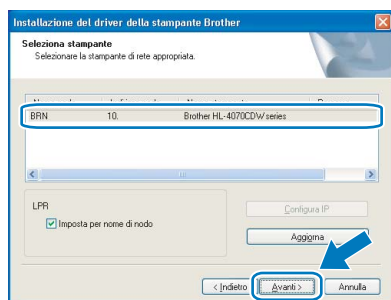 Installazione del driver della stampante Brother
Seleziona stampante
Selezionare la stampante di rete appropriata.
BRN 10. Brother HL-4070CDW series
LPR
Imposta per nome di nodo
Configura IP
Aggiorna
< Indietro Avanti > Annulla